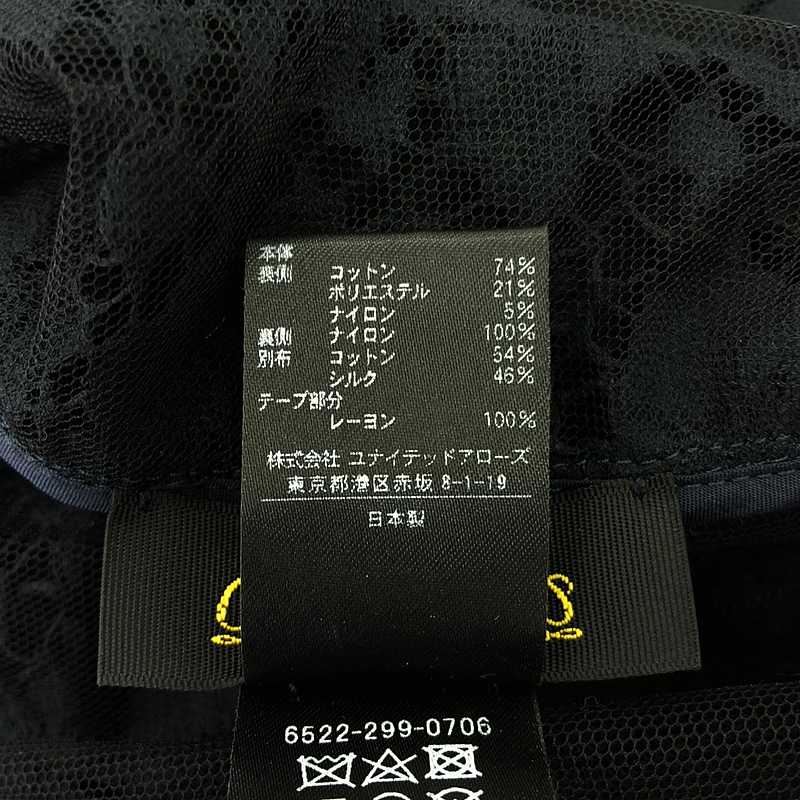 本体
表側 コットン 74%
ポリエステル 21%
ナイロン 5%
裏側 ナイロン 100%
別布 コットン 54%
シルク 46%
テープ部分
レーヨン 100%
株式会社 ユナイテッドアローズ
東京都港区赤坂 8-1-19
日本製
6522-299-0706